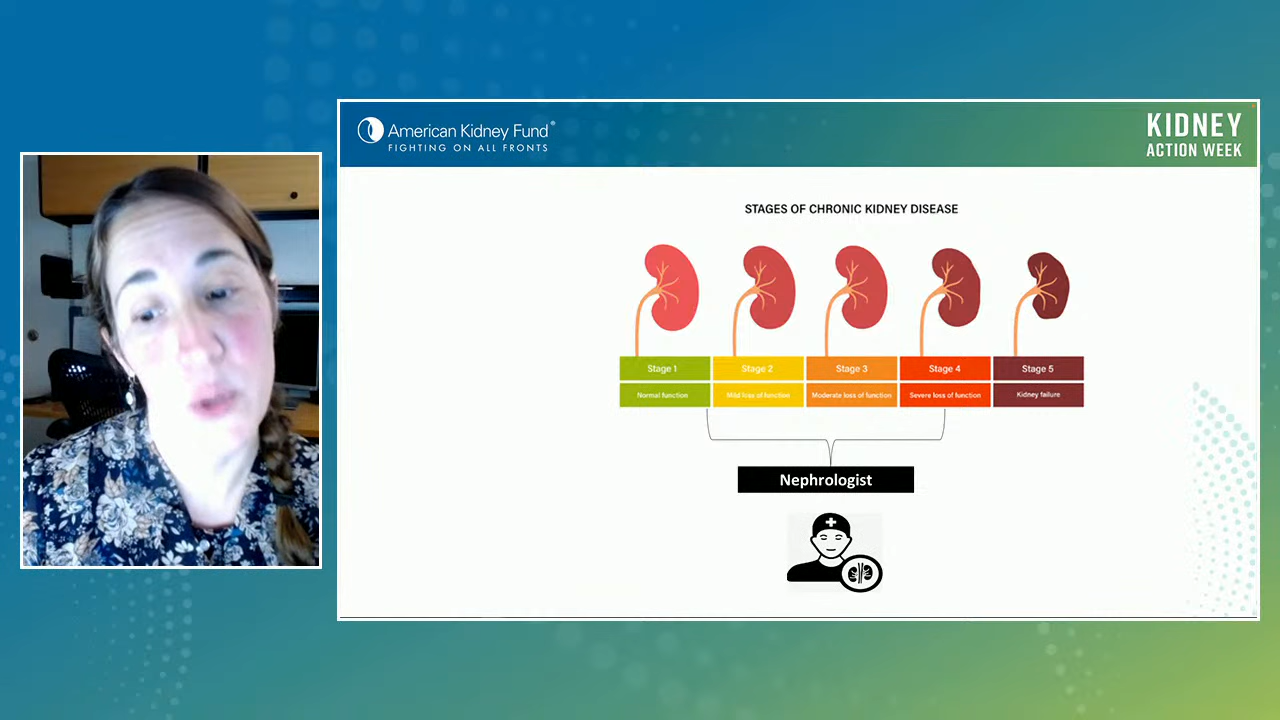 American Kidney Fund®
FIGHTING ON ALL FRONTS
KIDNEY
ACTION WEEK
STAGES OF CHRONIC KIDNEY DISEASE
Stage 1
Stage 2
Stage 3
Stage 4
Stage 5
Normal function
Mild loss of function
Moderate loss of function
Severe loss of function
Kidney failure
Nephrologist